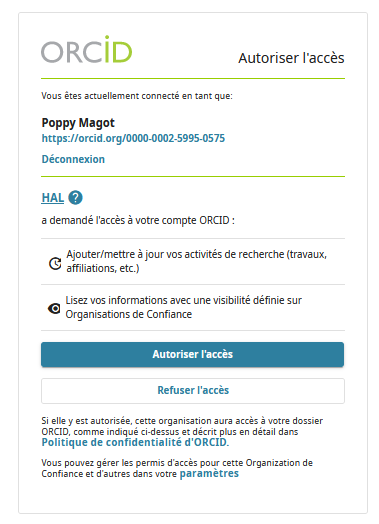 ORCID
Autoriser l'accès
Vous êtes actuellement connecté en tant que:
Poppy Magot
https://orcid.org/0000-0002-5995-0575
Déconnexion
HAL ?
a demandé l'accès à votre compte ORCID :
Ajouter/mettre à jour vos activités de recherche (travaux,
affiliations, etc.)
Lisez vos informations avec une visibilité définie sur
Organisations de Confiance
Autoriser l'accès
Refuser l'accès
Si elle y est autorisée, cette organisation aura accès à votre dossier
ORCID, comme indiqué ci-dessus et décrit plus en détail dans
Politique de confidentialité d'ORCID.
Vous pouvez gérer les permis d'accès pour cette Organization de
Confiance et d'autres dans votre paramètres